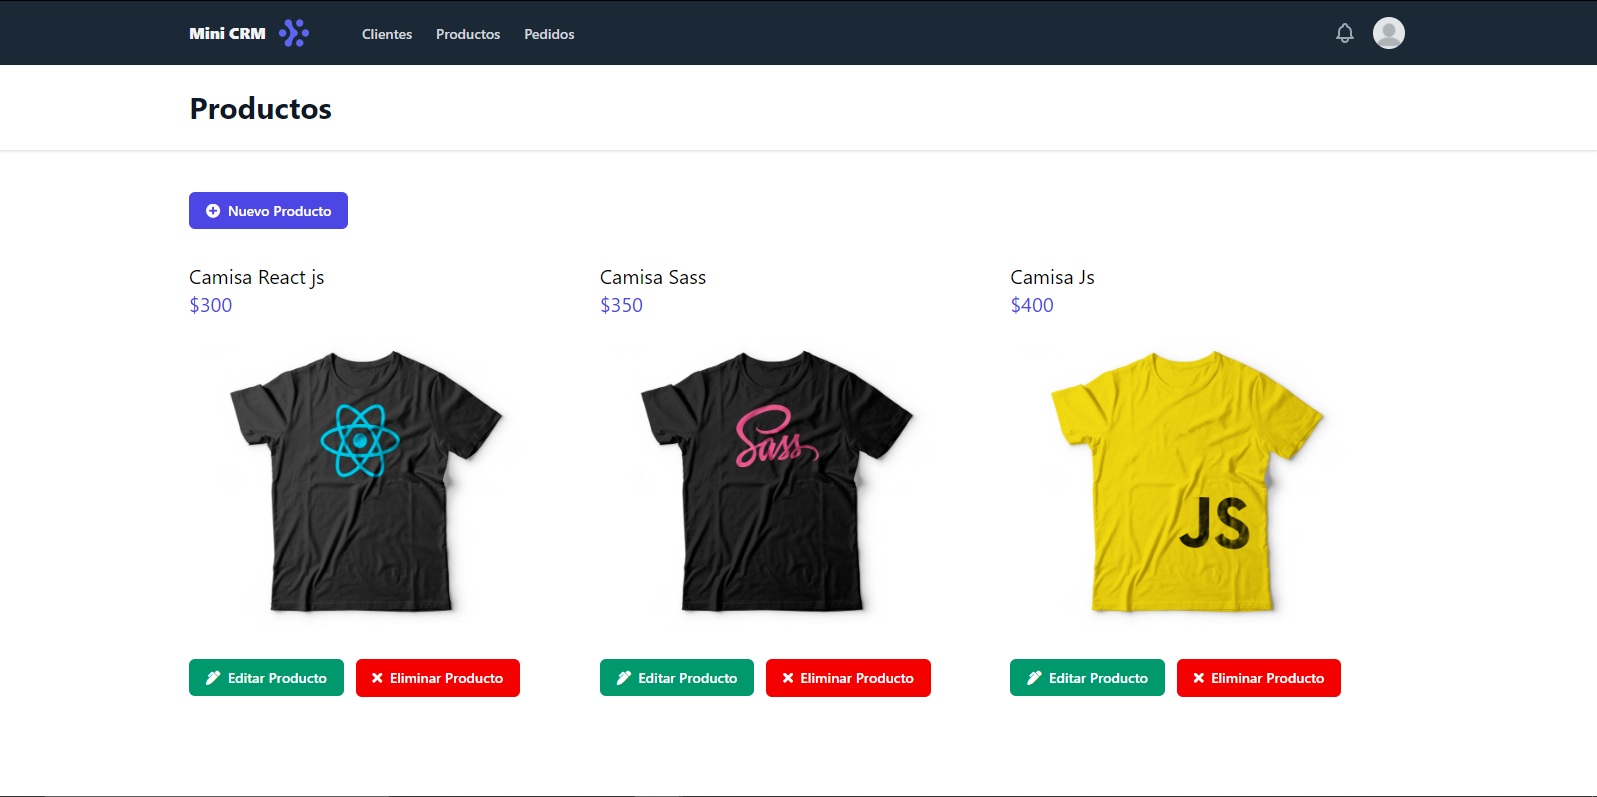 Mini CRM
Clientes Productos Pedidos
Productos
Nuevo Producto
Camisa React js
$300
Camisa Sass
$350
Camisa Js
$400
Sass
JS
Editar Producto Eliminar Producto
Editar Producto Eliminar Producto
Editar Producto Eliminar Producto